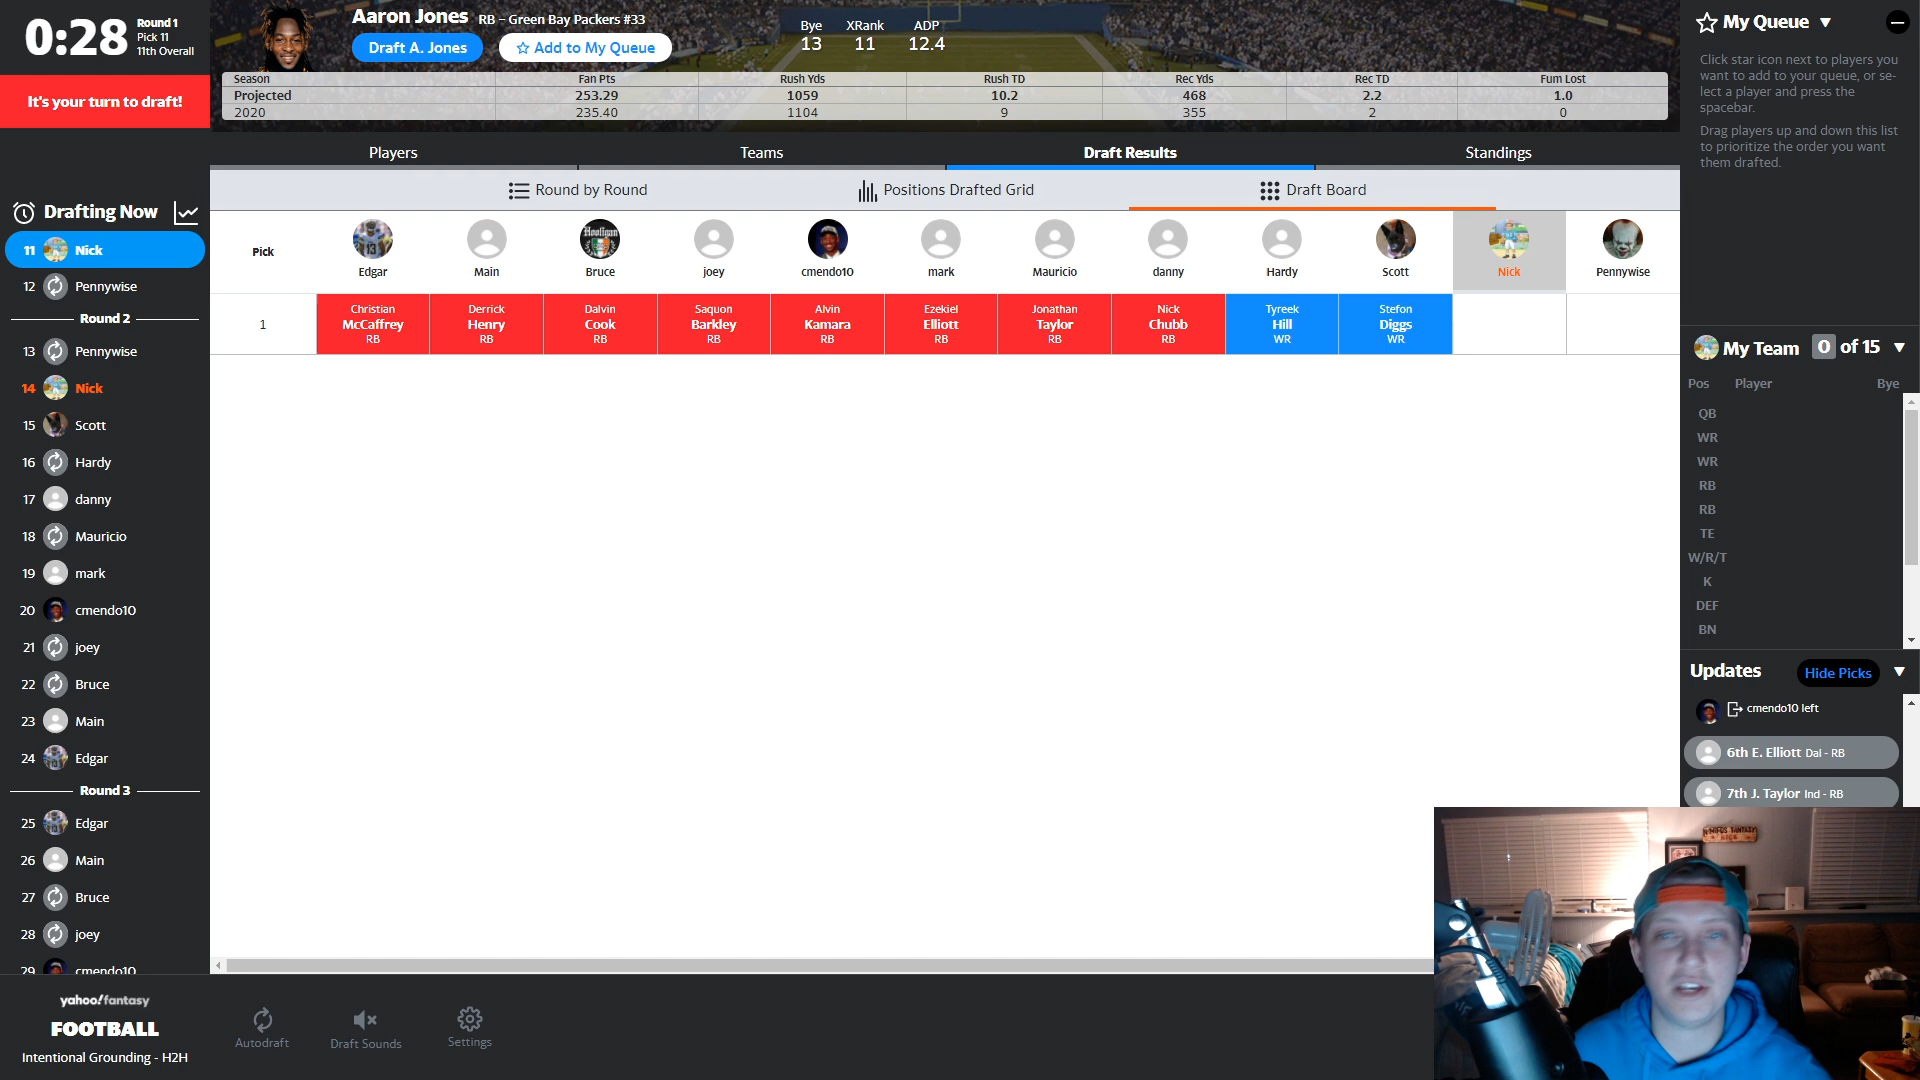 0:28
Round 1
Pick 11
11th Overall
It's your turn to draft!
Aaron Jones RB – Green Bay Packers #33
Draft A. Jones
Add to My Queue
Bye XRank ADP
13 11 12.4
Season Fan Pts Rush Yds Rush TD Rec Yds Rec TD Fum Lost
Projected 253.29 1059 10.2 468 2.2 1.0
2020 235.40 1104 9 355 2 0
Players Teams Draft Results Standings
Round by Round Positions Drafted Grid Draft Board
Pick Edgar Main Bruce joey cmendo10 mark Mauricio danny Hardy Scott Nick Pennywise
Hooligan
13
1
Christian
McCaffrey
RB
Derrick
Henry
RB
Dalvin
Cook
RB
Saquon
Barkley
RB
Alvin
Kamara
RB
Ezekiel
Elliott
RB
Jonathan
Taylor
RB
Nick
Chubb
RB
Tyreek
Hill
WR
Stefon
Diggs
WR
Drafting Now
11 Nick
12 Pennywise
Round 2
13 Pennywise
14 Nick
15 Scott
16 Hardy
17 danny
18 Mauricio
19 mark
20 cmendo10
21 joey
22 Bruce
23 Main
24 Edgar
Round 3
25 Edgar
26 Main
27 Bruce
28 joey
29 cmendo10
yahoo!fantasy
FOOTBALL
Intentional Grounding - H2H
Autodraft
Draft Sounds
Settings
My Queue
Click star icon next to players you
want to add to your queue, or se-
lect a player and press the
spacebar.
Drag players up and down this list
to prioritize the order you want
them drafted.
My Team 0 of 15
Pos Player Bye
QB
WR
WR
RB
RB
TE
W/R/T
K
DEF
BN
Updates Hide Picks
cmendo10 left
6th E. Elliott Dal - RB
7th J. Taylor Ind - RB